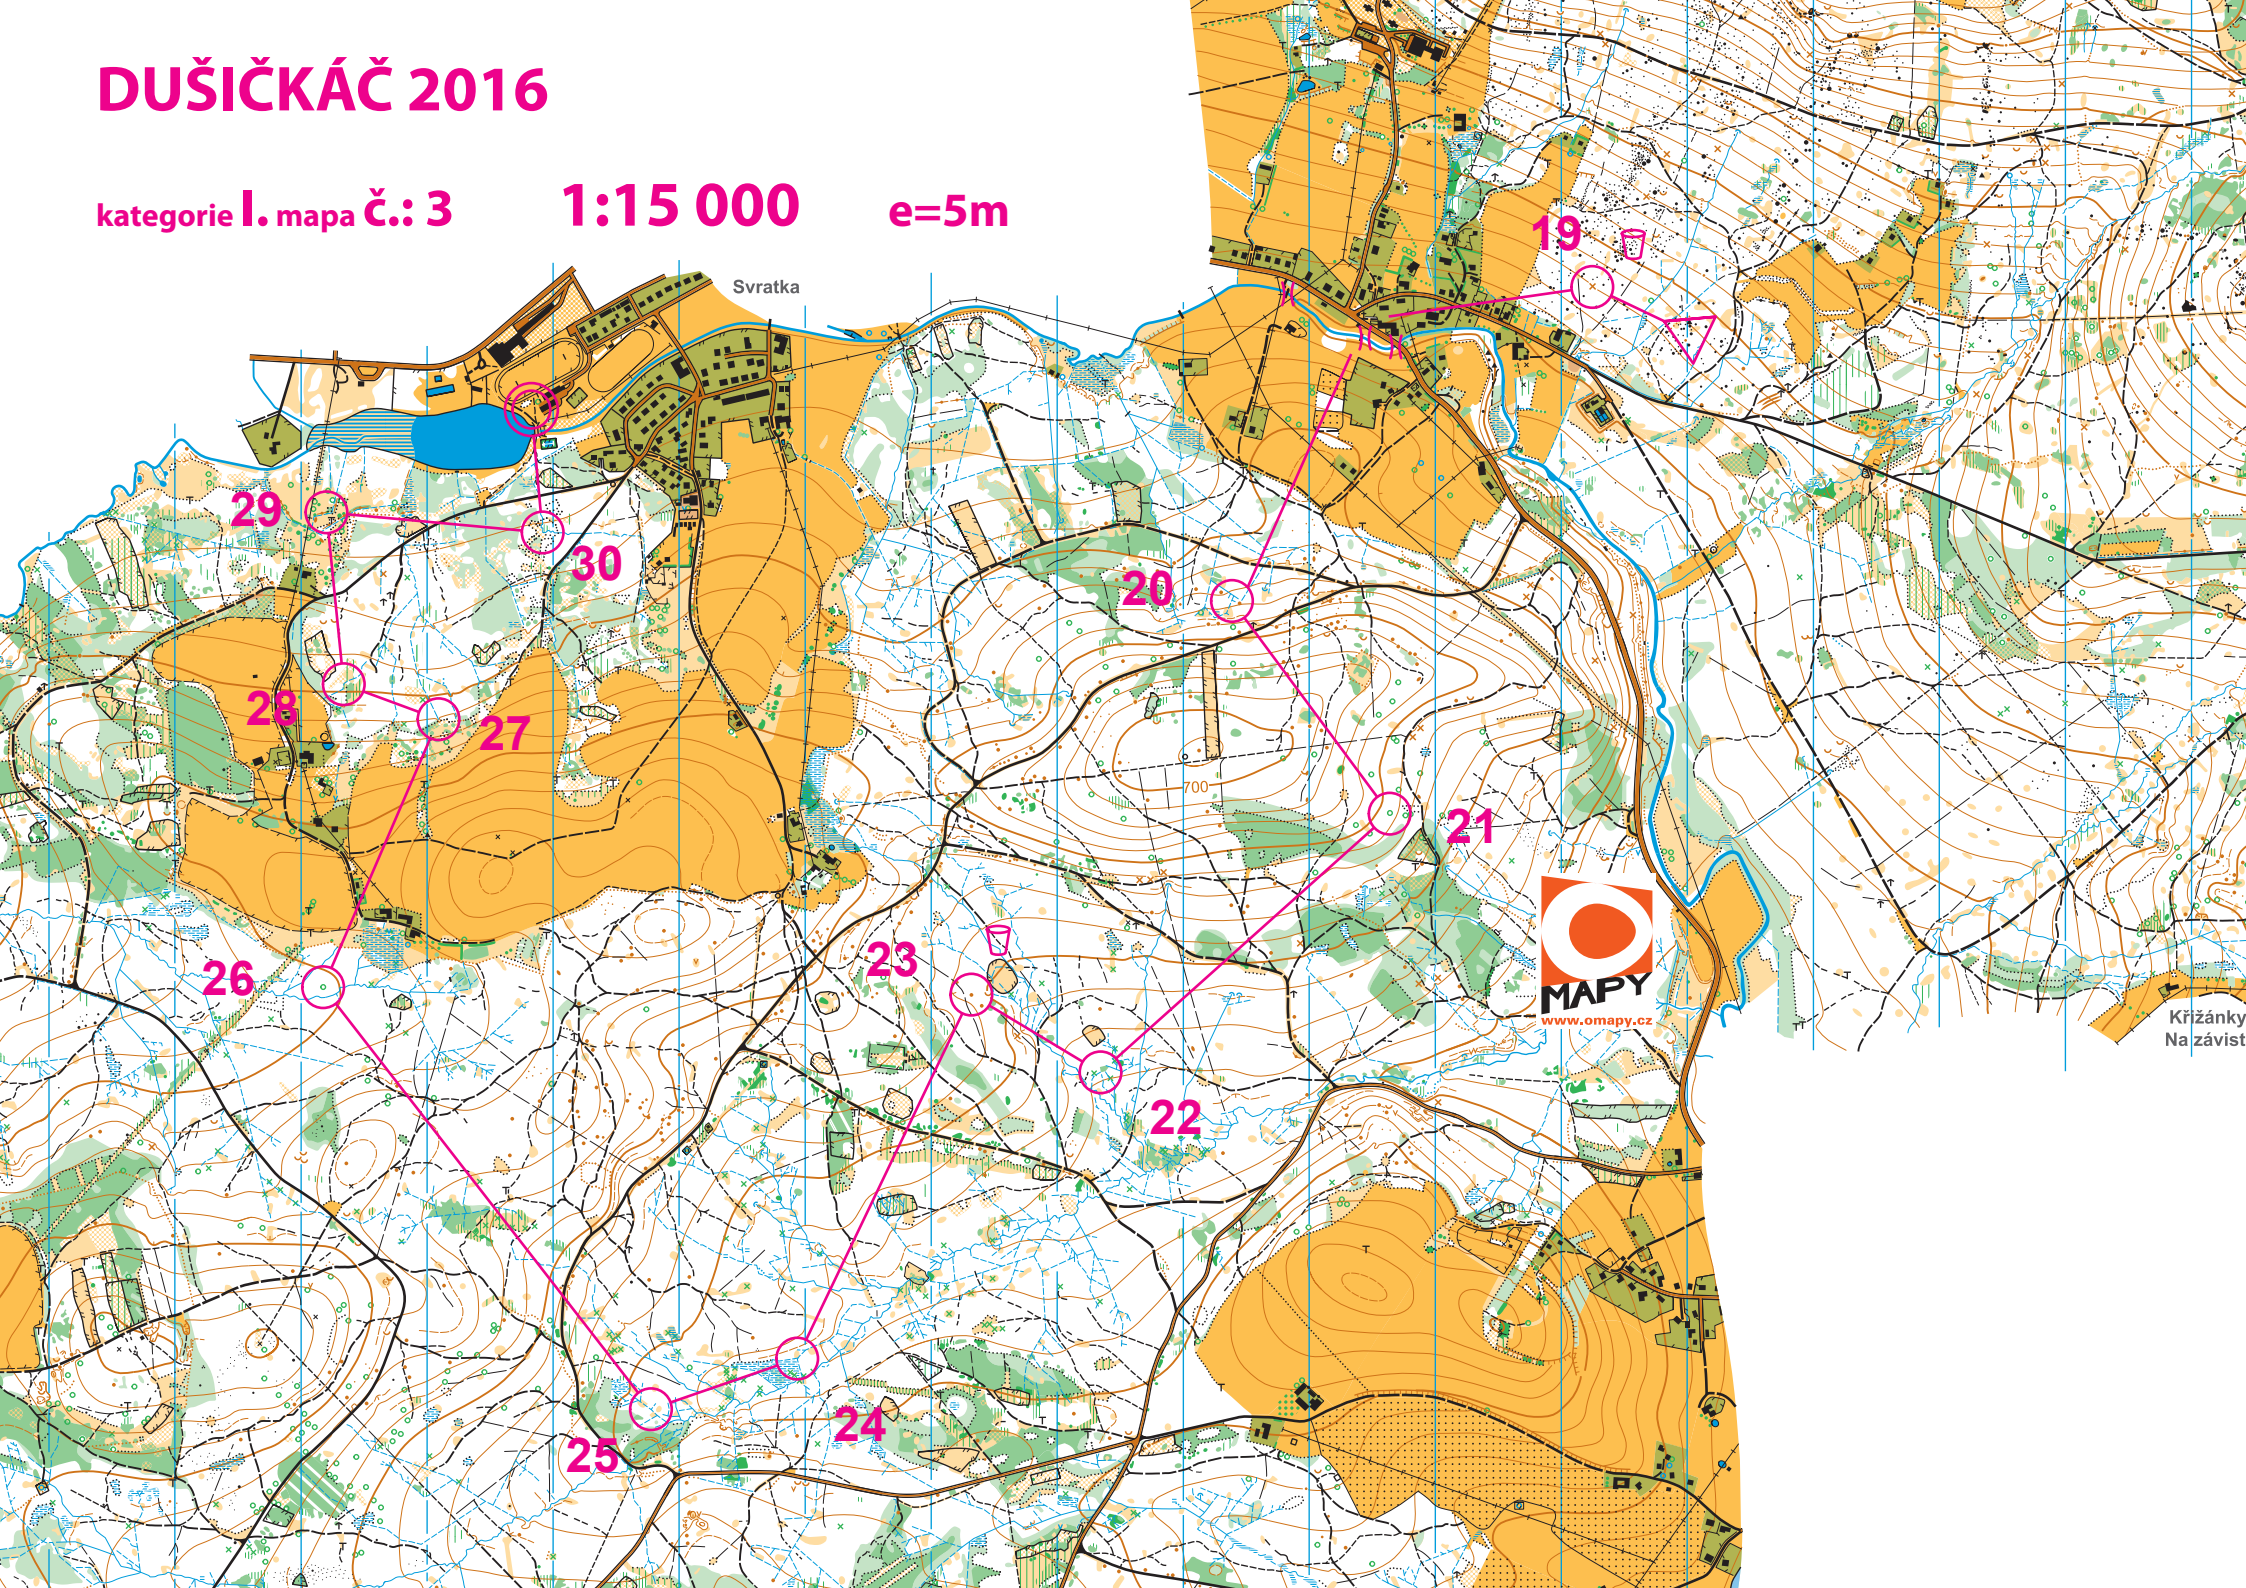 DUŠIČKÁČ 2016
kategorie I. mapa č.: 3 1:15 000 e=5m
Svratka
19
29
30
20
28
27
700
21
23
26
22
MAPY
www.omapy.cz
Křižánky
Na závist
24
25